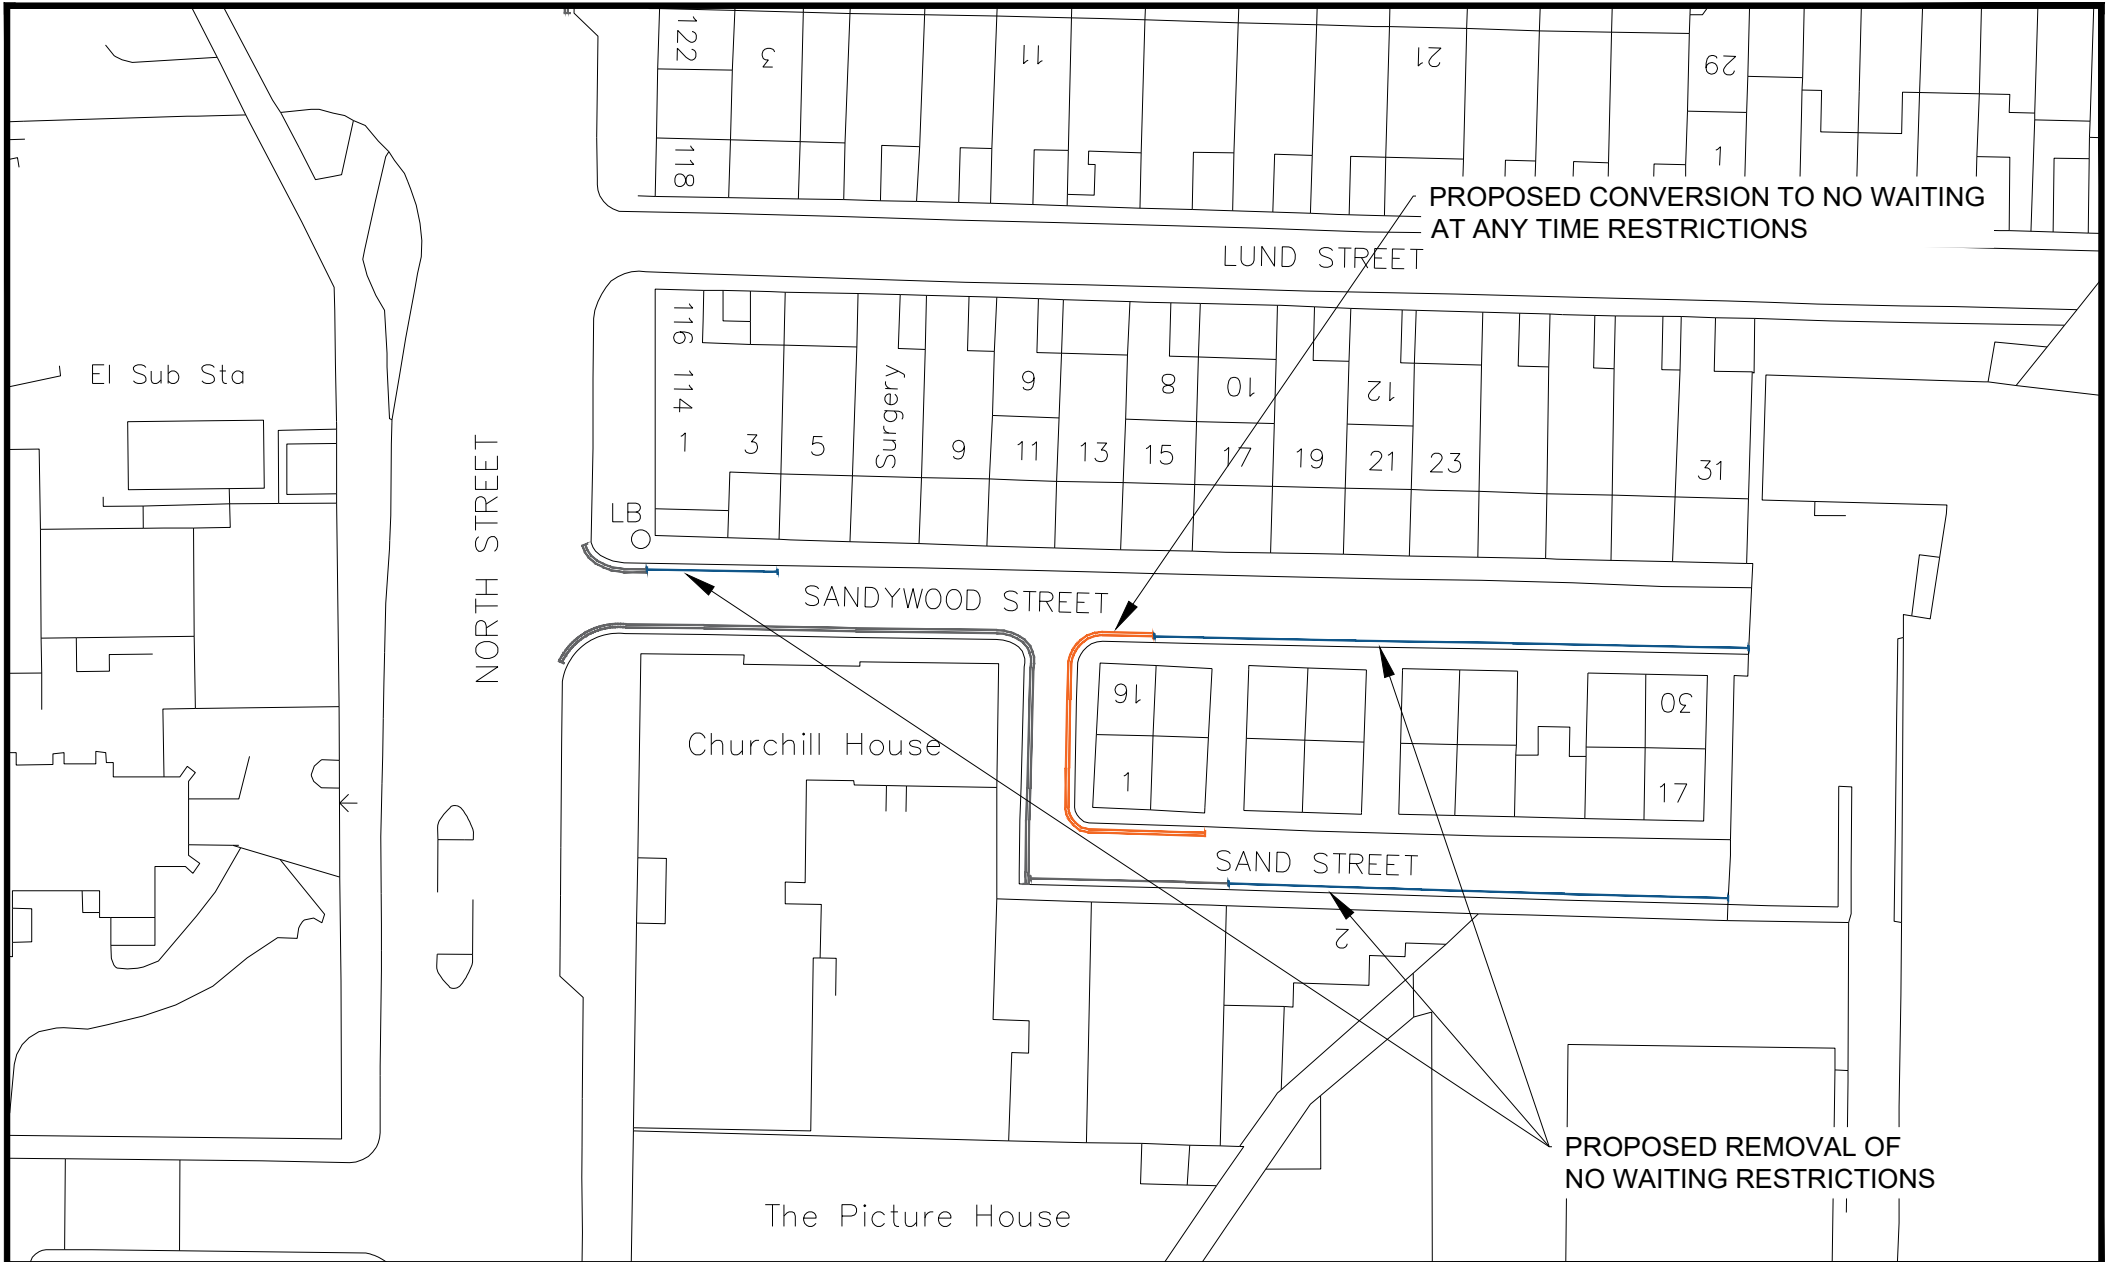 122
3
11
21
29
118
1
PROPOSED CONVERSION TO NO WAITING
AT ANY TIME RESTRICTIONS
LUND STREET
116
114
El Sub Sta
6
8
10
12
Surgery
1
3
5
9
11
13
15
17
19
21
23
31
NORTH STREET
LB
SANDYWOOD STREET
16
30
Churchill House
1
17
SAND STREET
2
PROPOSED REMOVAL OF
NO WAITING RESTRICTIONS
The Picture House